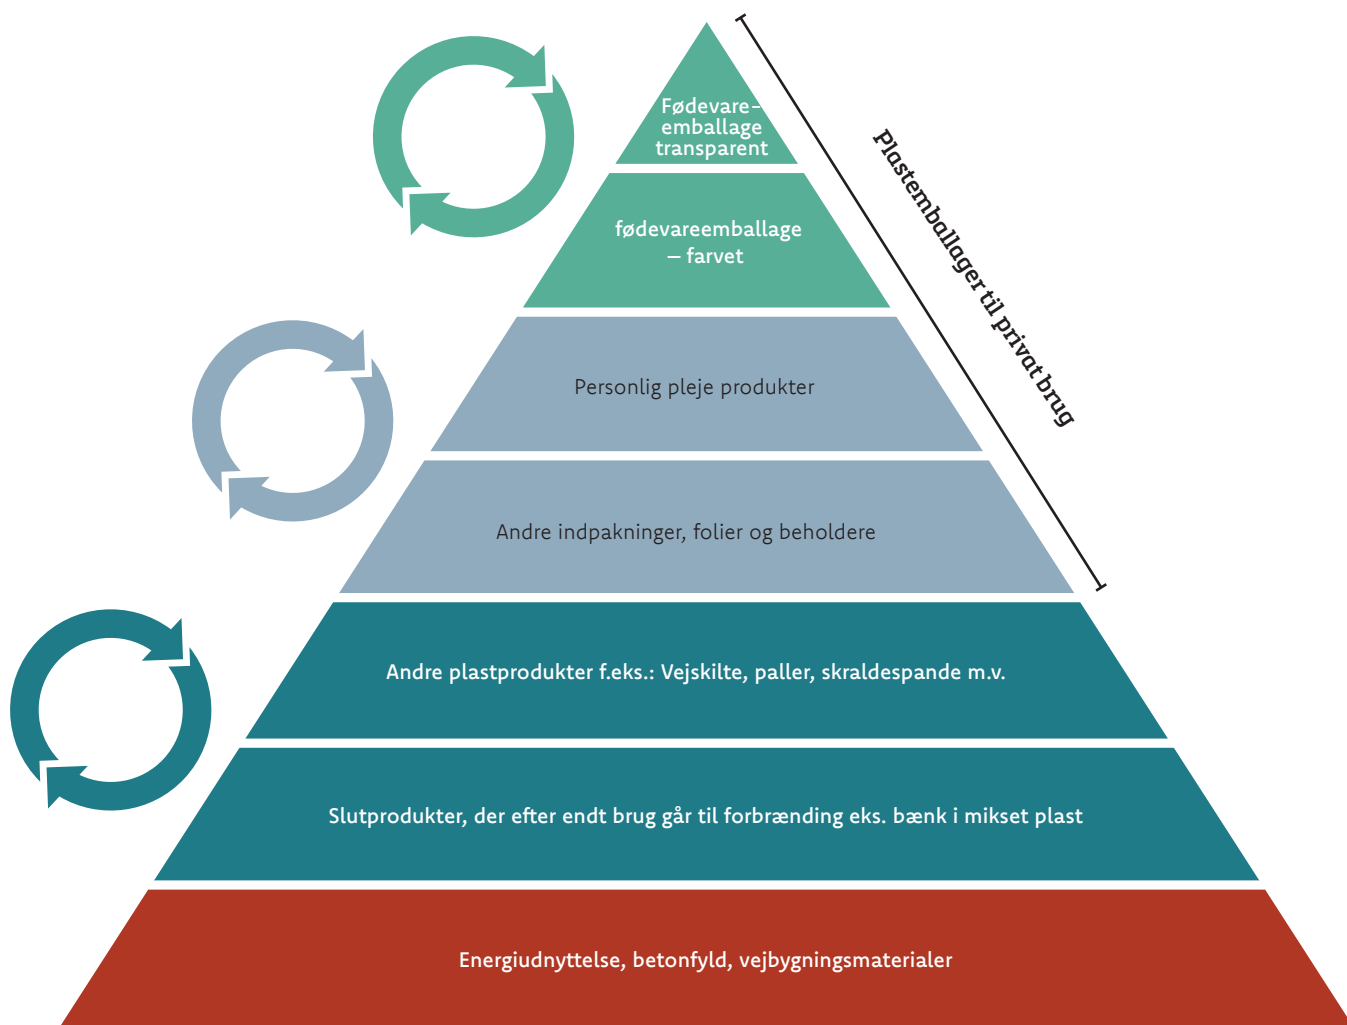 Fødevare-
emballage
transparent
fødevareemballage
– farvet
Plastemballager til privat brug
Personlig pleje produkter
Andre indpakninger, folier og beholdere
Andre plastprodukter f.eks.: Vejskilte, paller, skraldespande m.v.
Slutprodukter, der efter endt brug går til forbrænding eks. bænk i mikset plast
Energiudnyttelse, betonfyld, vejbygningsmaterialer